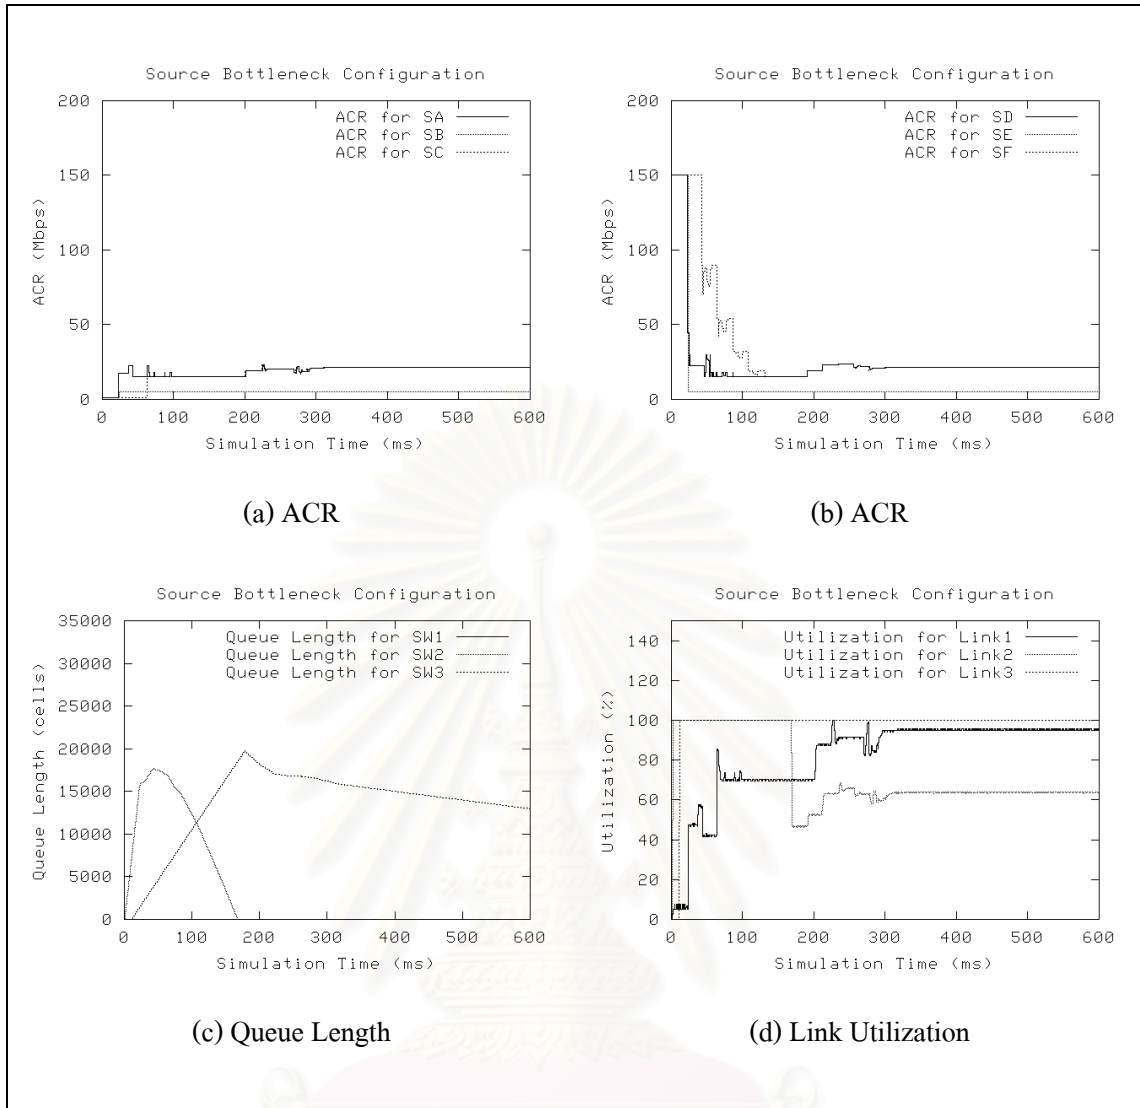 Source Bottleneck Configuration
200
150
100
50
0
ACR (Mbps)
ACR for SA
ACR for SB
ACR for SC
0 100 200 300 400 500 600
Simulation Time (ms)
(a) ACR
Source Bottleneck Configuration
200
150
100
50
0
ACR (Mbps)
ACR for SD
ACR for SE
ACR for SF
0 100 200 300 400 500 600
Simulation Time (ms)
(b) ACR
Source Bottleneck Configuration
35000
30000
25000
20000
15000
10000
5000
0
Queue Length (cells)
Queue Length for SW1
Queue Length for SW2
Queue Length for SW3
0 100 200 300 400 500 600
Simulation Time (ms)
(c) Queue Length
Source Bottleneck Configuration
140
120
100
80
60
40
20
0
Utilization (%)
Utilization for Link1
Utilization for Link2
Utilization for Link3
0 100 200 300 400 500 600
Simulation Time (ms)
(d) Link Utilization